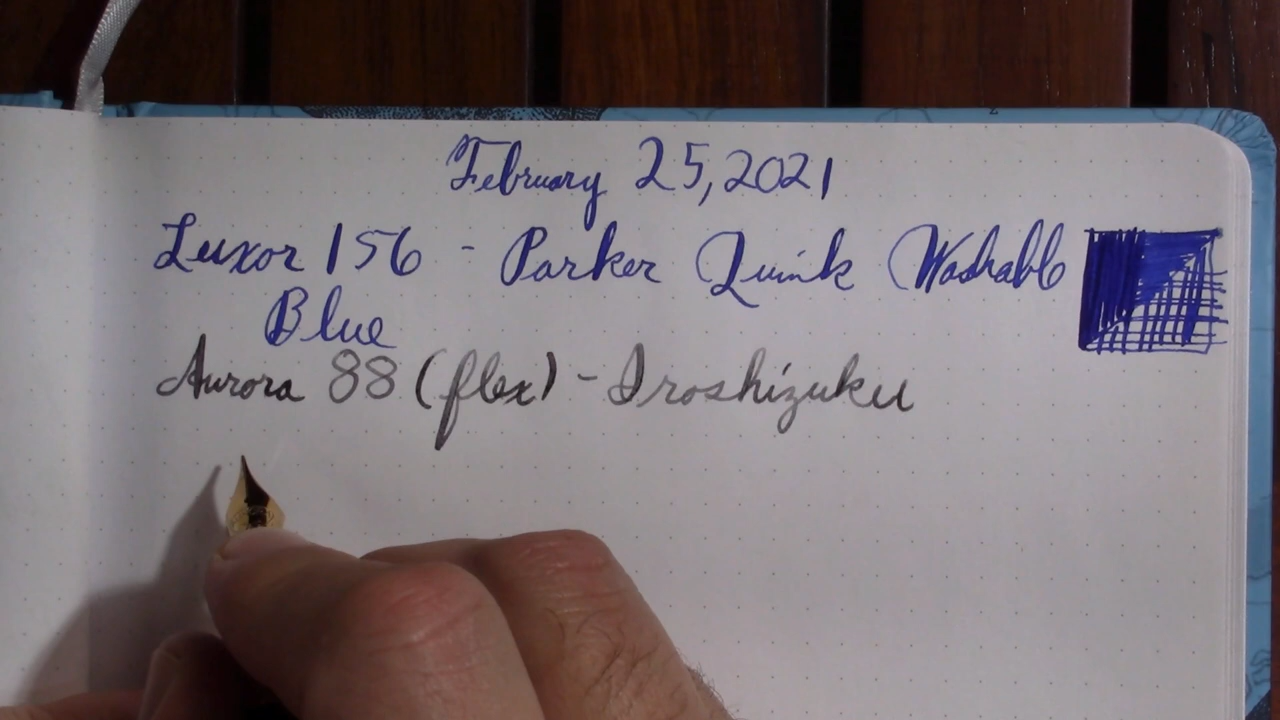 February 25, 2021
Luxor 156 - Parker Quink Washable
Blue
Aurora 88 (flex) - Iroshizuku